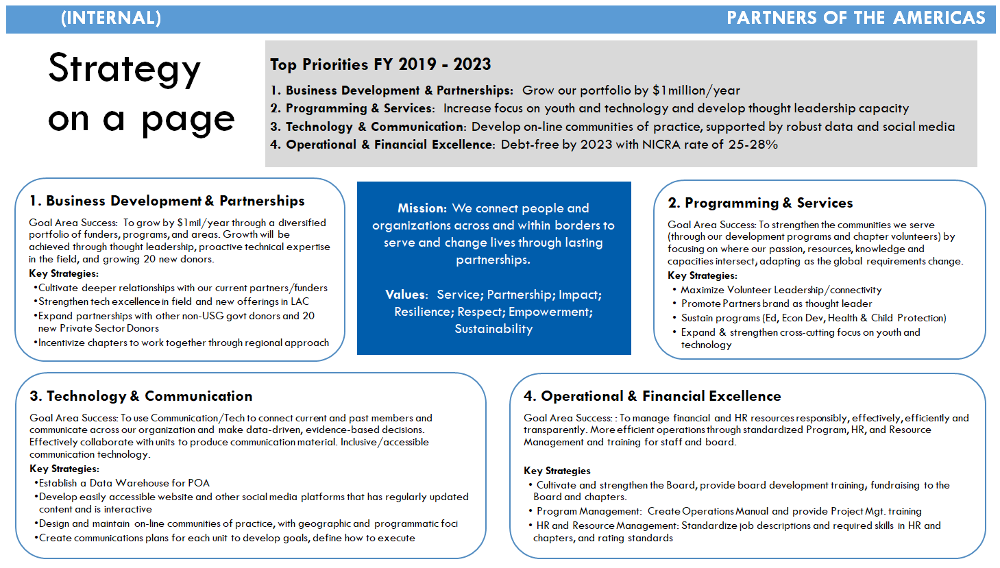 (INTERNAL)
PARTNERS OF THE AMERICAS
Strategy
on a page
Top Priorities FY 2019 - 2023
1. Business Development & Partnerships: Grow our portfolio by $1million/year
2. Programming & Services: Increase focus on youth and technology and develop thought leadership capacity
3. Technology & Communication: Develop on-line communities of practice, supported by robust data and social media
4. Operational & Financial Excellence: Debt-free by 2023 with NICRA rate of 25-28%
1. Business Development & Partnerships
Goal Area Success: To grow by $1mil/year through a diversified
portfolio of funders, programs, and areas. Growth will be
achieved through thought leadership, proactive technical expertise
in the field, and growing 20 new donors.
Key Strategies:
•Cultivate deeper relationships with our current partners/funders
•Strengthen tech excellence in field and new offerings in LAC
•Expand partnerships with other non-USG govt donors and 20
new Private Sector Donors
•Incentivize chapters to work together through regional approach
Mission: We connect people and
organizations across and within borders to
serve and change lives through lasting
partnerships.
Values: Service; Partnership; Impact;
Resilience; Respect; Empowerment;
Sustainability
2. Programming & Services
Goal Area Success: To strengthen the communities we serve
(through our development programs and chapter volunteers) by
focusing on where our passion, resources, knowledge and
capacities intersect; adapting as the global requirements change.
Key Strategies:
• Maximize Volunteer Leadership/connectivity
• Promote Partners brand as thought leader
• Sustain programs (Ed, Econ Dev, Health & Child Protection)
• Expand & strengthen cross-cutting focus on youth and
technology
3. Technology & Communication
Goal Area Success: To use Communication/Tech to connect current and past members and
communicate across our organization and make data-driven, evidence-based decisions.
Effectively collaborate with units to produce communication material. Inclusive/accessible
communication technology.
Key Strategies:
•Establish a Data Warehouse for POA
•Develop easily accessible website and other social media platforms that has regularly updated
content and is interactive
•Design and maintain on-line communities of practice, with geographic and programmatic foci
•Create communications plans for each unit to develop goals, define how to execute
4. Operational & Financial Excellence
Goal Area Success: : To manage financial and HR resources responsibly, effectively, efficiently and
transparently. More efficient operations through standardized Program, HR, and Resource
Management and training for staff and board.
Key Strategies
• Cultivate and strengthen the Board, provide board development training; fundraising to the
Board and chapters.
• Program Management: Create Operations Manual and provide Project Mgt. training
• HR and Resource Management: Standardize job descriptions and required skills in HR and
chapters, and rating standards